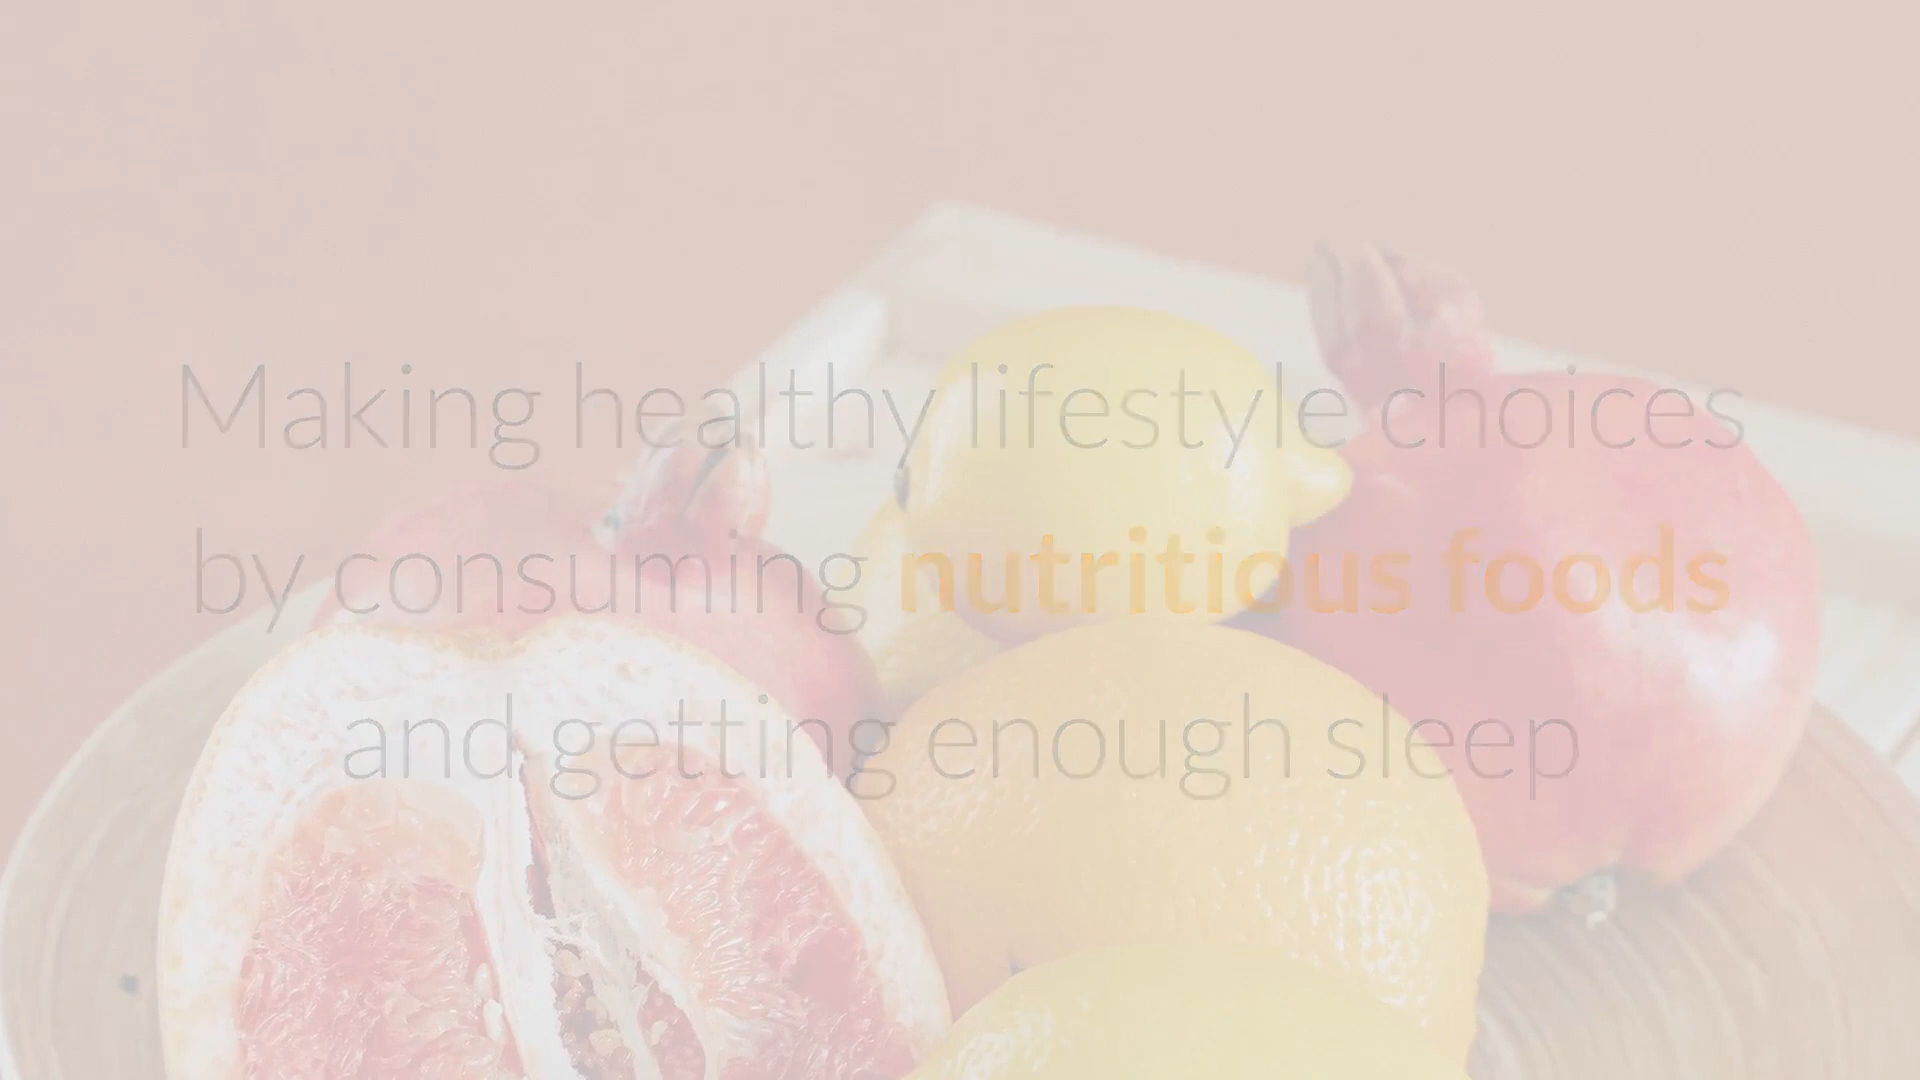 Making healthy lifestyle choices
by consuming nutritious foods
and getting enough sleep